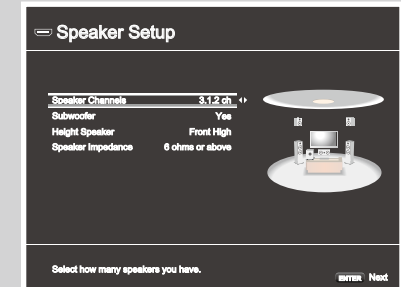 Speaker Setup
Speaker Channels 3.1.2 ch
Subwoofer Yes
Height Speaker Front High
Speaker Impedance 6 ohms or above
Select how many speakers you have.
ENTER Next